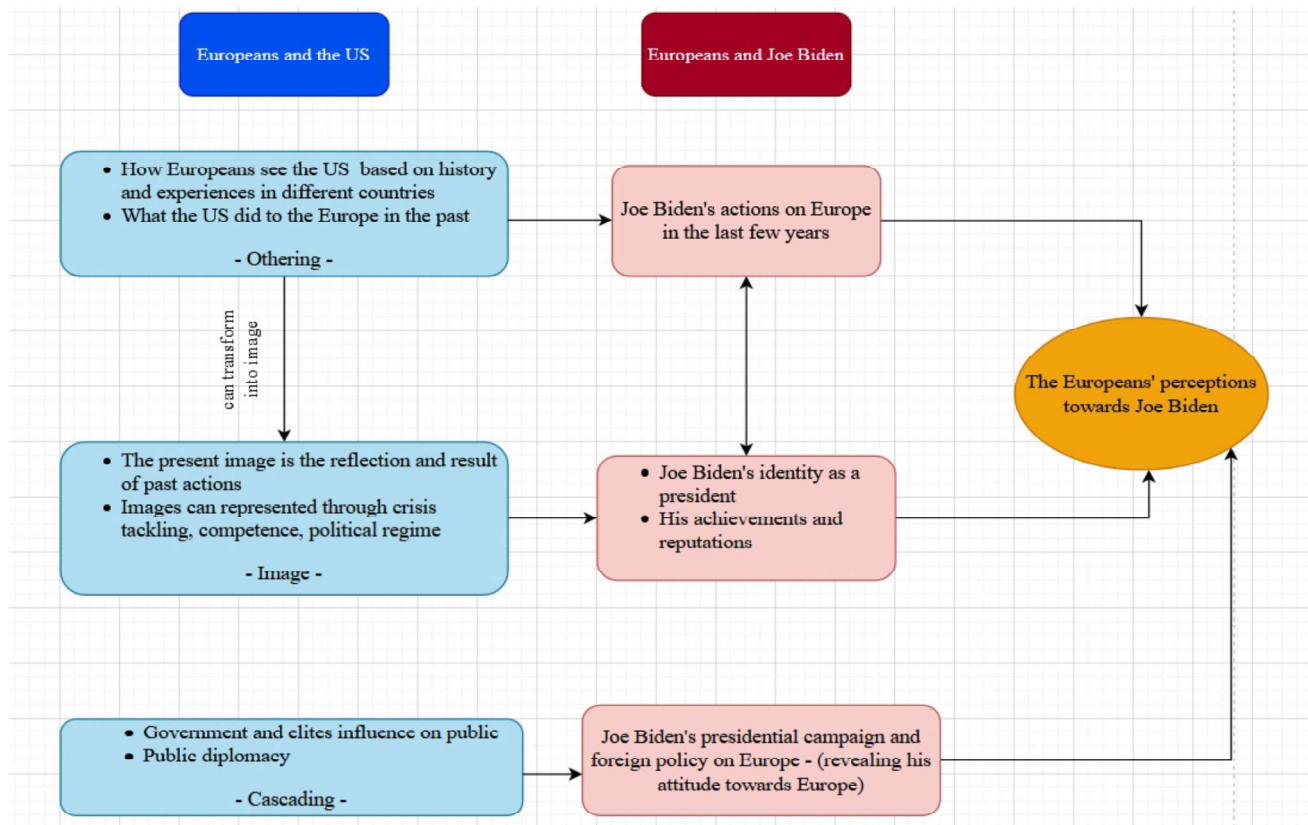 Europeans and the US
Europeans and Joe Biden
• How Europeans see the US based on history
and experiences in different countries
• What the US did to the Europe in the past
- Othering -
Joe Biden's actions on Europe
in the last few years
can transform
into image
The Europeans' perceptions
towards Joe Biden
• The present image is the reflection and result
of past actions
• Images can represented through crisis
tackling, competence, political regime
- Image -
• Joe Biden's identity as a
president
• His achievements and
reputations
• Government and elites influence on public
• Public diplomacy
- Cascading -
Joe Biden's presidential campaign and
foreign policy on Europe - (revealing his
attitude towards Europe)